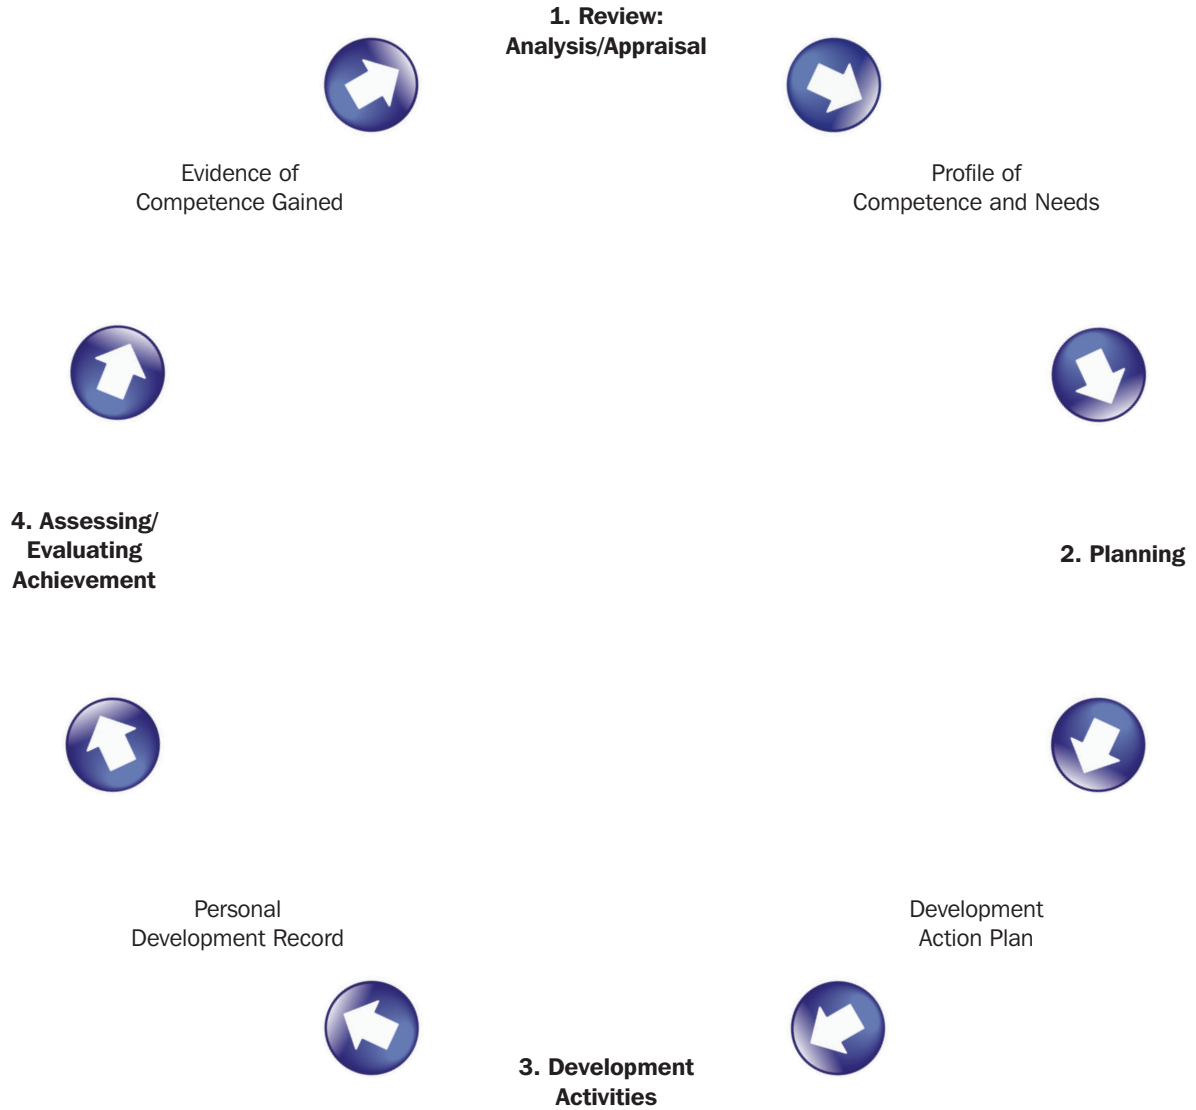 1. Review:
Analysis/Appraisal
Evidence of
Competence Gained
Profile of
Competence and Needs
4. Assessing/
Evaluating
Achievement
2. Planning
Personal
Development Record
Development
Action Plan
3. Development
Activities